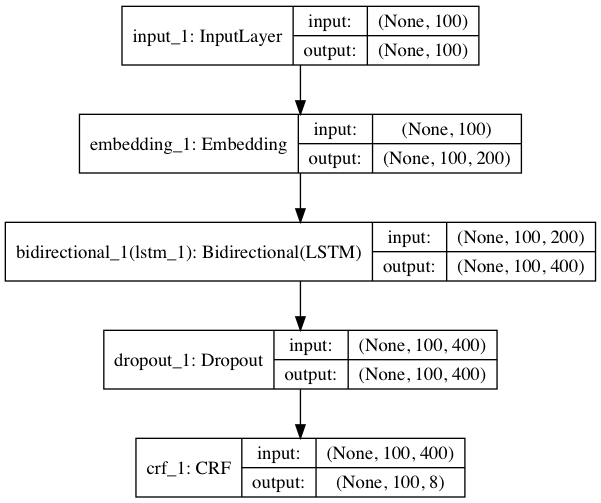 input_1: InputLayer
input: (None, 100)
output: (None, 100)
embedding_1: Embedding
input: (None, 100)
output: (None, 100, 200)
bidirectional_1(lstm_1): Bidirectional(LSTM)
input: (None, 100, 200)
output: (None, 100, 400)
dropout_1: Dropout
input: (None, 100, 400)
output: (None, 100, 400)
crf_1: CRF
input: (None, 100, 400)
output: (None, 100, 8)